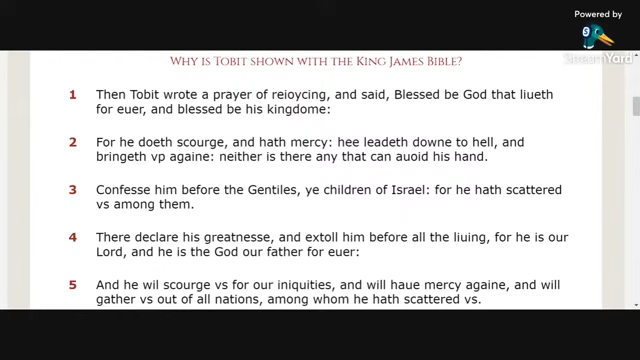 Powered by
StreamYard
Why is Tobit shown with the King James Bible?
1 Then Tobit wrote a prayer of reioycing, and said, Blessed be God that liueth
for euer, and blessed be his kingdome:
2 For he doeth scourge, and hath mercy: hee leadeth downe to hell, and
bringeth vp againe: neither is there any that can auoid his hand.
3 Confesse him before the Gentiles, ye children of Israel: for he hath scattered
vs among them.
4 There declare his greatnesse, and extoll him before all the liuing, for he is our
Lord, and he is the God our father for euer:
5 And he wil scourge vs for our iniquities, and will haue mercy againe, and will
gather vs out of all nations, among whom he hath scattered vs.